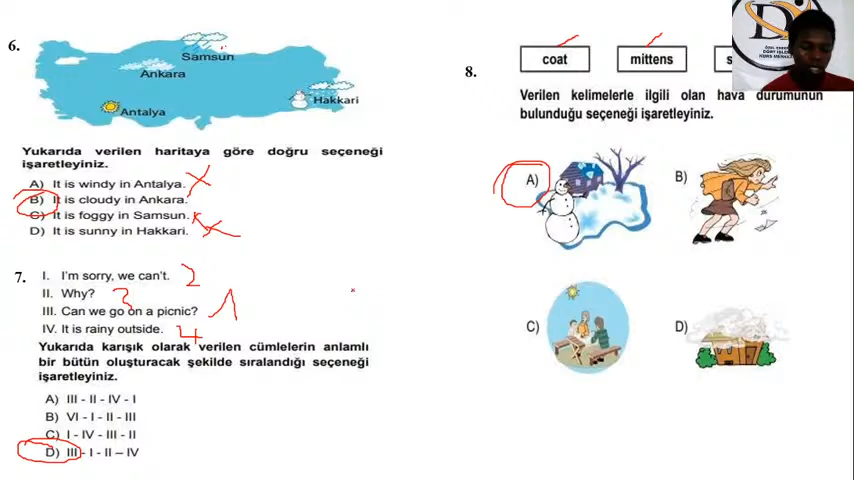 6.
Samsun
Ankara
Antalya
Hakkari
Yukarıda verilen haritaya göre doğru seçeneği
işaretleyiniz.
A) It is windy in Antalya.
B) It is cloudy in Ankara.
C) It is foggy in Samsun.
D) It is sunny in Hakkari.
7.
I. I'm sorry, we can't. 2
II. Why? 3
III. Can we go on a picnic? 1
IV. It is rainy outside. 4
Yukarıda karışık olarak verilen cümlelerin anlamlı
bir bütün oluşturacak şekilde sıralandığı seçeneği
işaretleyiniz.
A) III - II - IV - I
B) VI - I - II - III
C) I - IV - III - II
D) III - I - II – IV
8.
coat
mittens
s
Verilen kelimelerle ilgili olan hava durumunun
bulunduğu seçeneği işaretleyiniz.
A)
B)
C)
D)